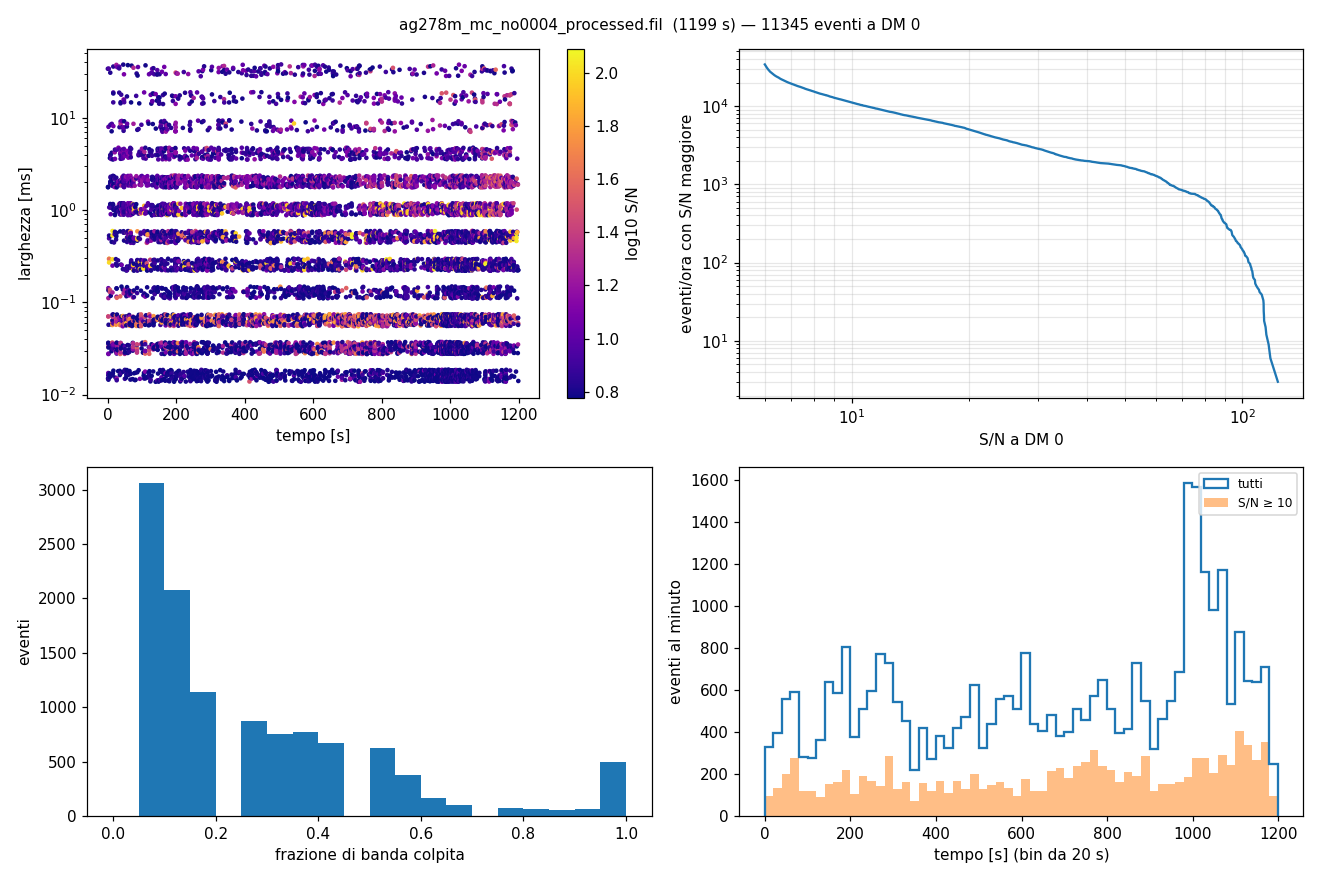 ag278m_mc_no0004_processed.fil  (1199 s) — 11345 eventi a DM 0
larghezza [ms]
10¹
10⁰
10⁻¹
10⁻²
0 200 400 600 800 1000 1200
tempo [s]
2.0
1.8
1.6
1.4
1.2
1.0
0.8
log10 S/N
eventi/ora con S/N maggiore
10⁴
10³
10²
10¹
10¹ 10²
S/N a DM 0
eventi
3000
2500
2000
1500
1000
500
0
0.0 0.2 0.4 0.6 0.8 1.0
frazione di banda colpita
eventi al minuto
1600
1400
1200
1000
800
600
400
200
0
tutti
S/N ≥ 10
0 200 400 600 800 1000 1200
tempo [s] (bin da 20 s)